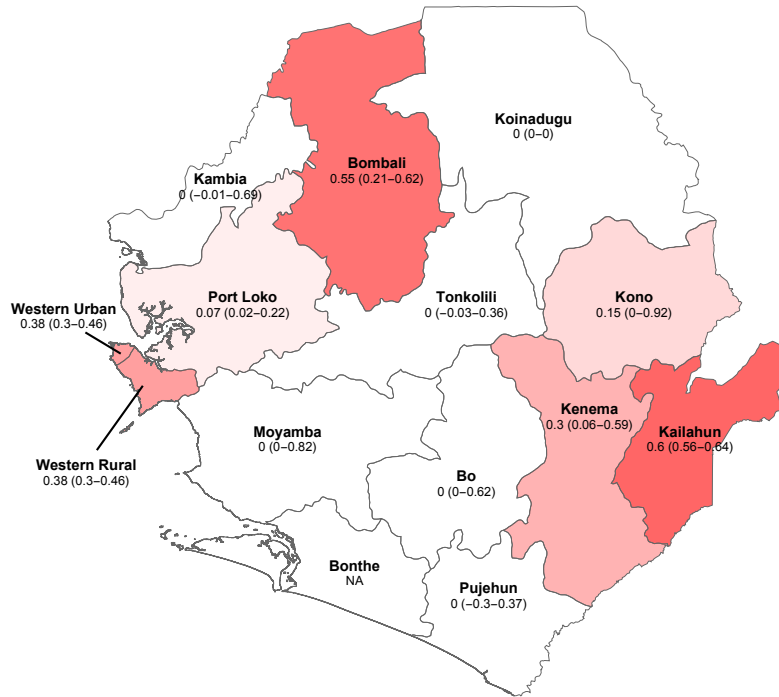 Koinadugu
0 (0−0)
Bombali
0.55 (0.21−0.62)
Kambia
0 (−0.01−0.69)
Port Loko
0.07 (0.02−0.22)
Tonkolili
0 (−0.03−0.36)
Kono
0.15 (0−0.92)
Western Urban
0.38 (0.3−0.46)
Kenema
0.3 (0.06−0.59)
Kailahun
0.6 (0.56−0.64)
Moyamba
0 (0−0.82)
Western Rural
0.38 (0.3−0.46)
Bo
0 (0−0.62)
Bonthe
NA
Pujehun
0 (−0.3−0.37)